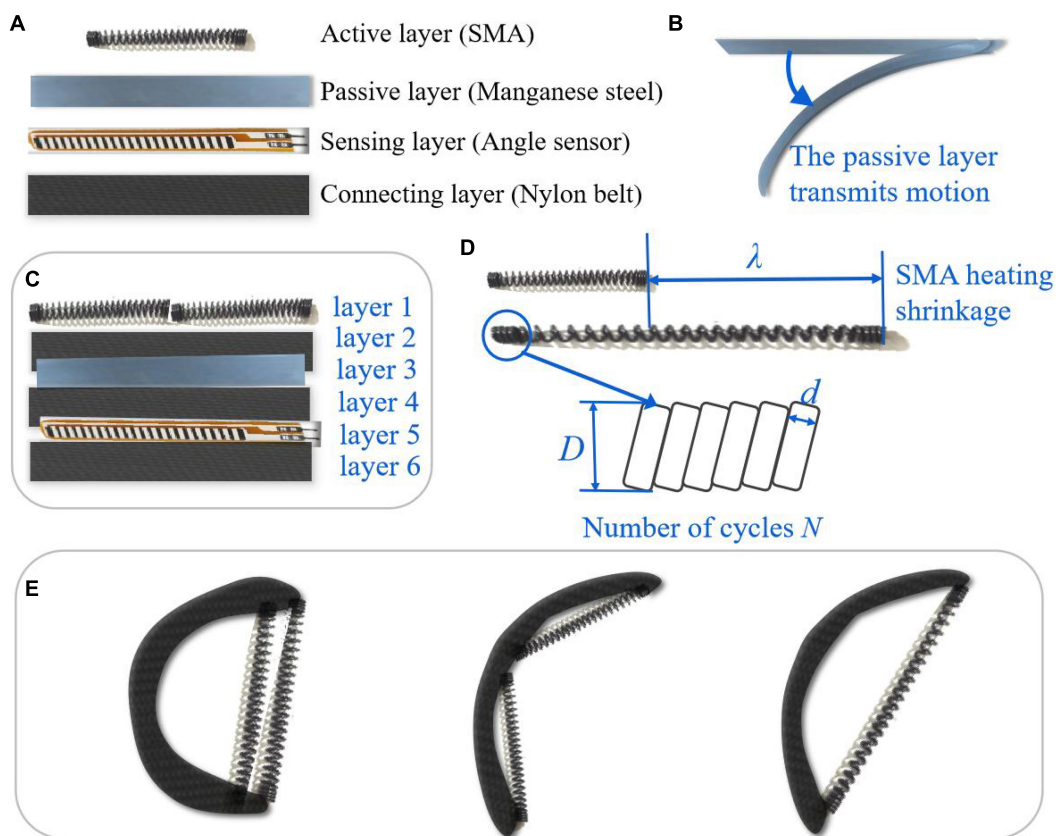 A
Active layer (SMA)
Passive layer (Manganese steel)
Sensing layer (Angle sensor)
Connecting layer (Nylon belt)
B
The passive layer
transmits motion
C
layer 1
layer 2
layer 3
layer 4
layer 5
layer 6
D
λ
SMA heating
shrinkage
d
D
Number of cycles N
E